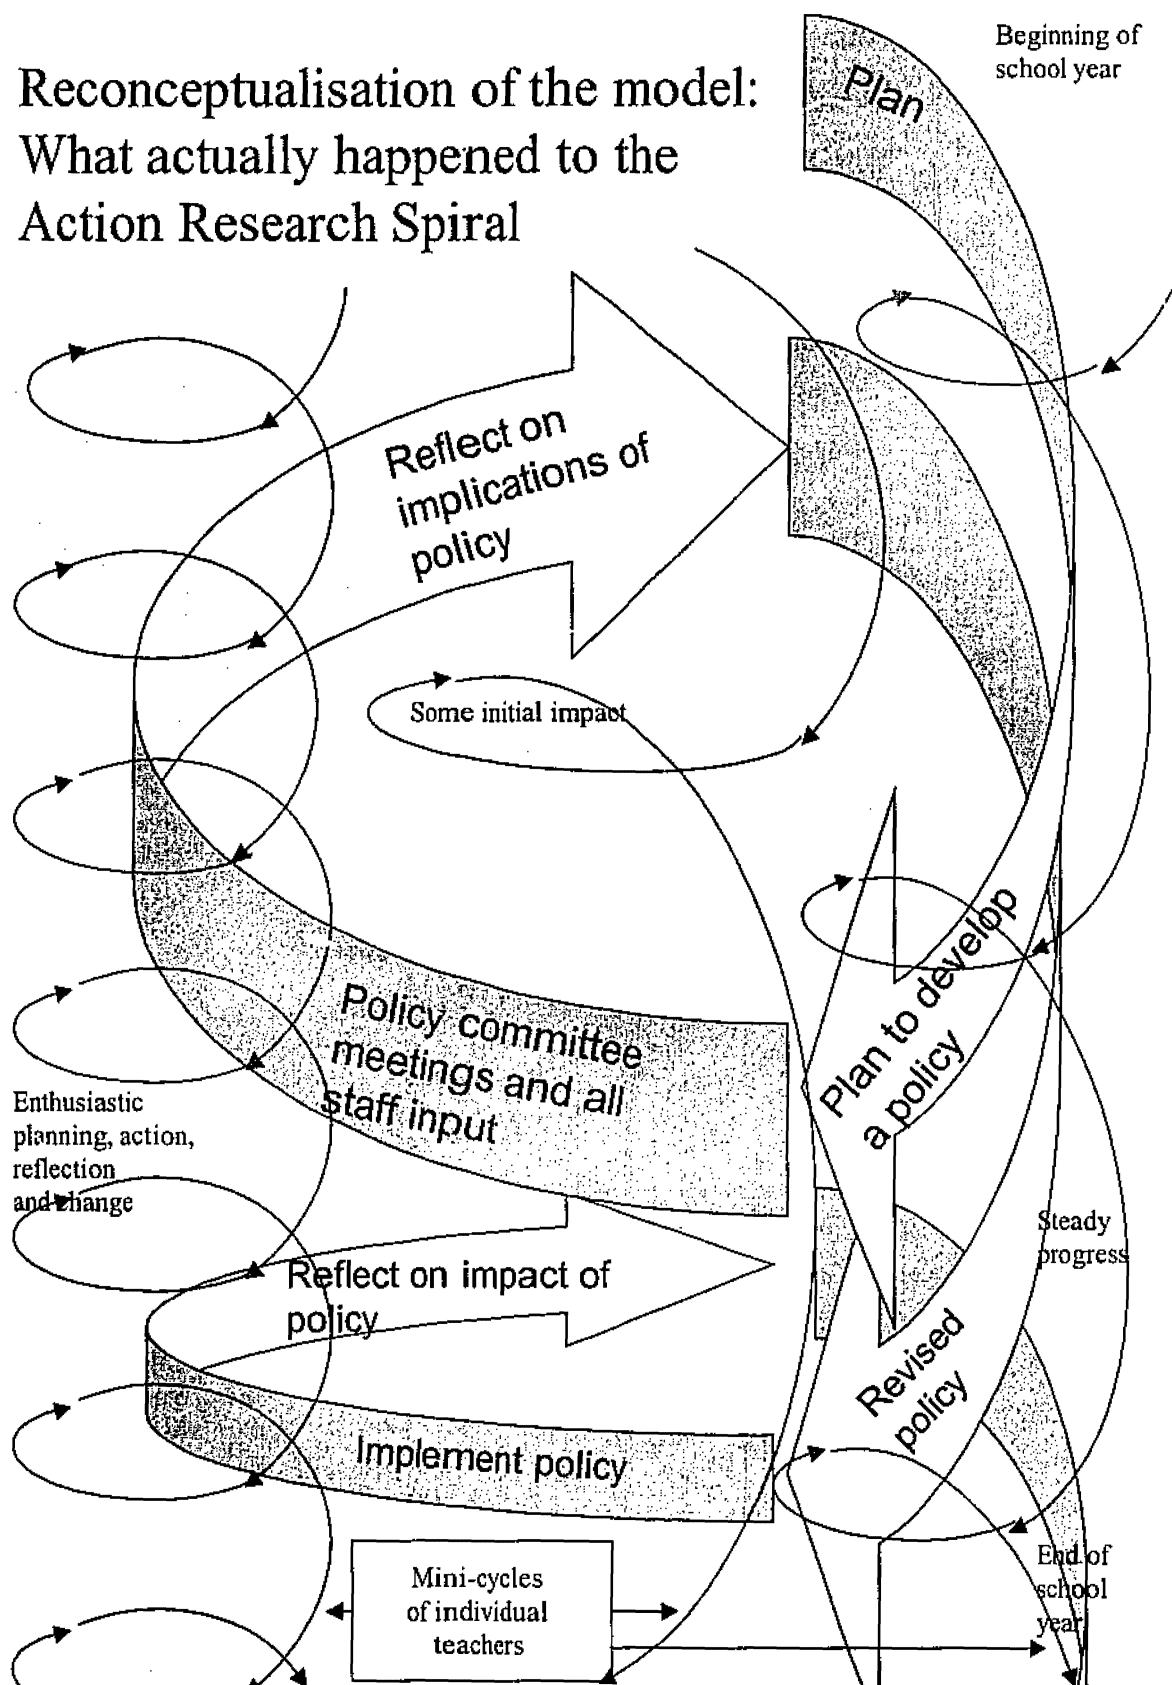 Beginning of
school year
Reconceptualisation of the model:
What actually happened to the
Action Research Spiral
Plan
Reflect on
implications of
policy
Some initial impact
Plan to develop
a policy
Policy committee
meetings and all
staff input
Enthusiastic
planning, action,
reflection
and change
Steady
progress
Reflect on impact of
policy
Revised
policy
Implement policy
Mini-cycles
of individual
teachers
End of
school
year